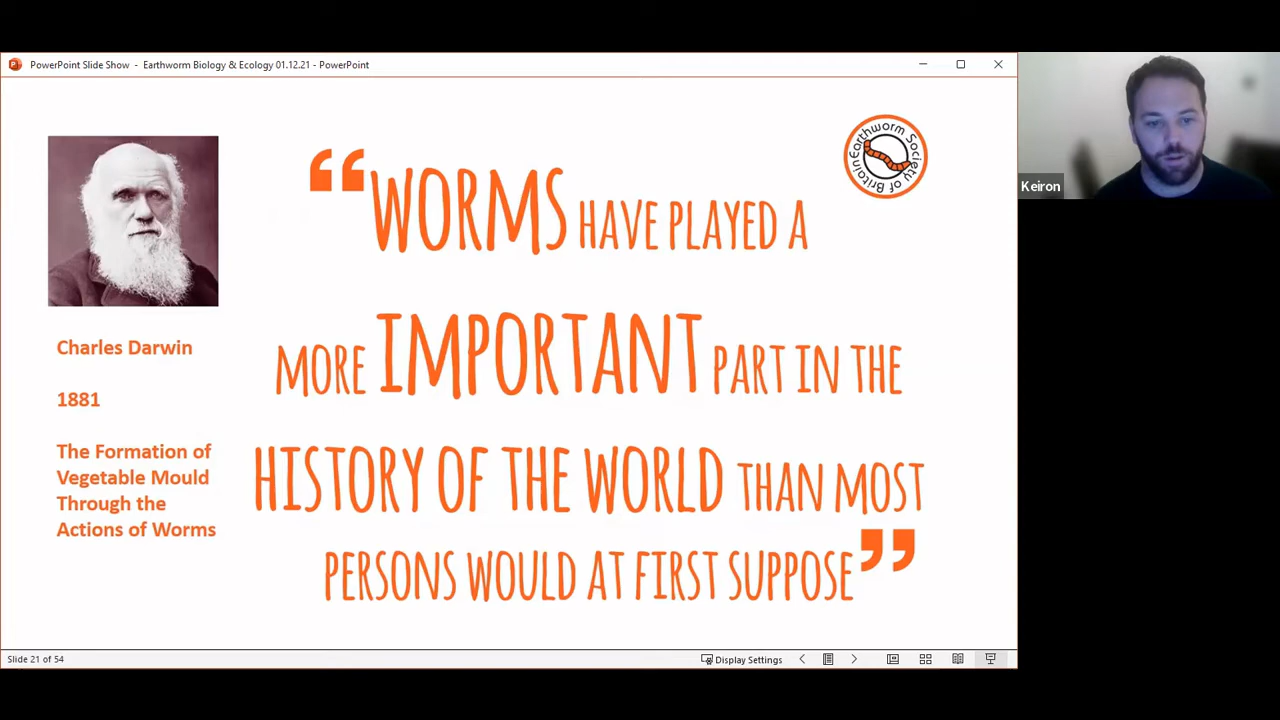 PowerPoint Slide Show - Earthworm Biology & Ecology 01.12.21 - PowerPoint
Earthworm Society of Britain
Keiron
“WORMS HAVE PLAYED A
MORE IMPORTANT PART IN THE
HISTORY OF THE WORLD THAN MOST
PERSONS WOULD AT FIRST SUPPOSE”
Charles Darwin
1881
The Formation of
Vegetable Mould
Through the
Actions of Worms
Slide 21 of 54
Display Settings